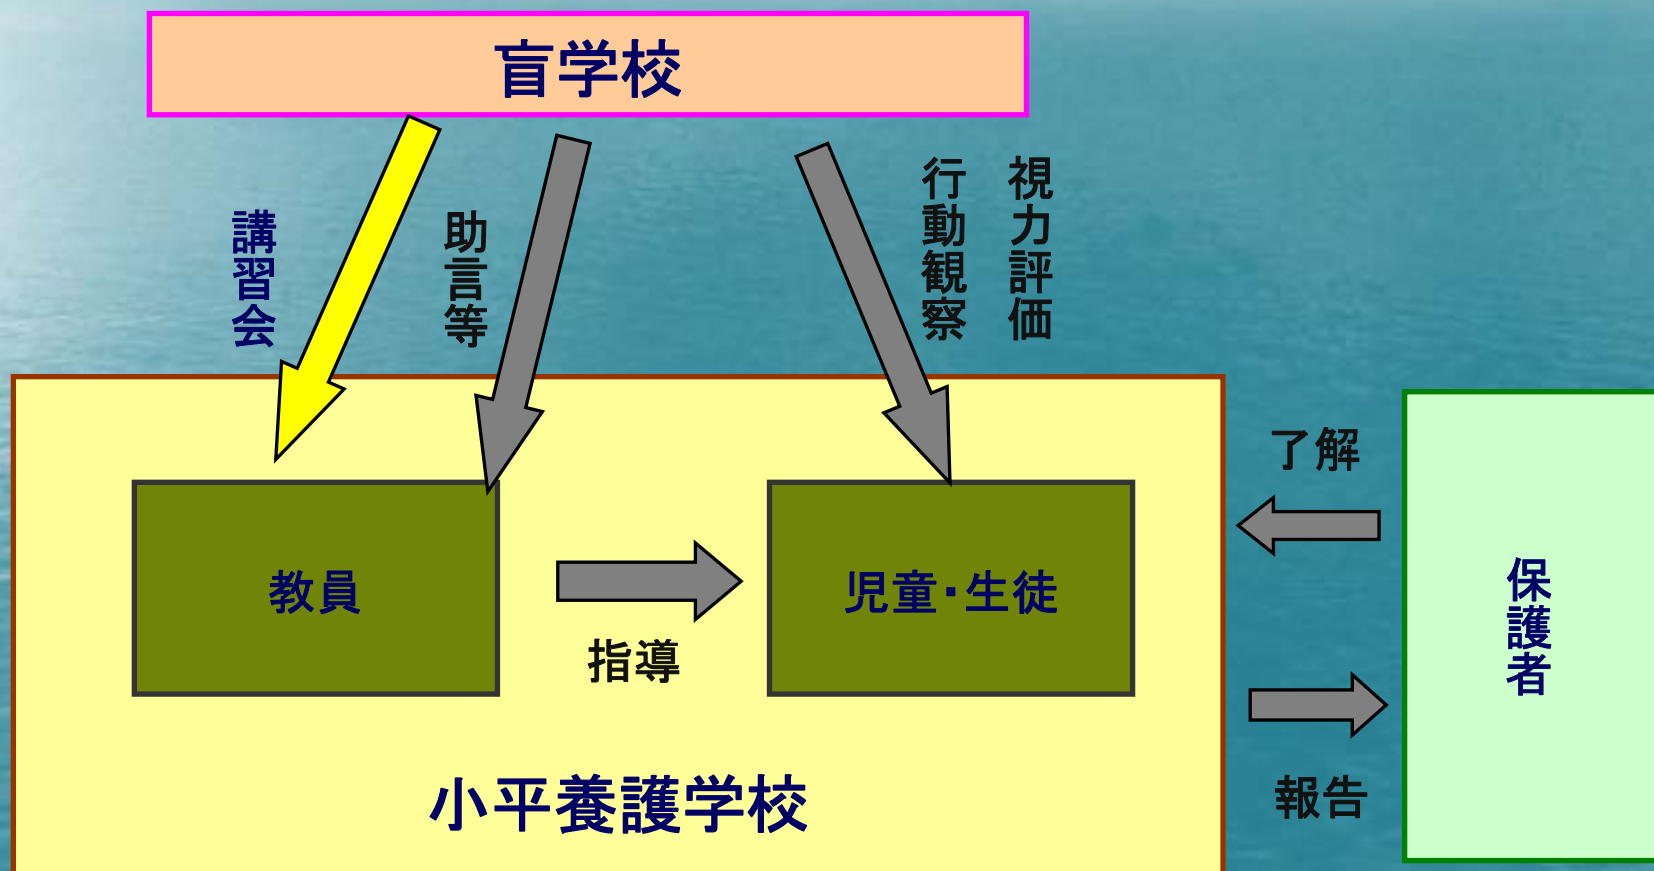 盲学校
講習会
助言等
視力評価
行動観察
了解
教員
児童・生徒
指導
保護者
小平養護学校
報告